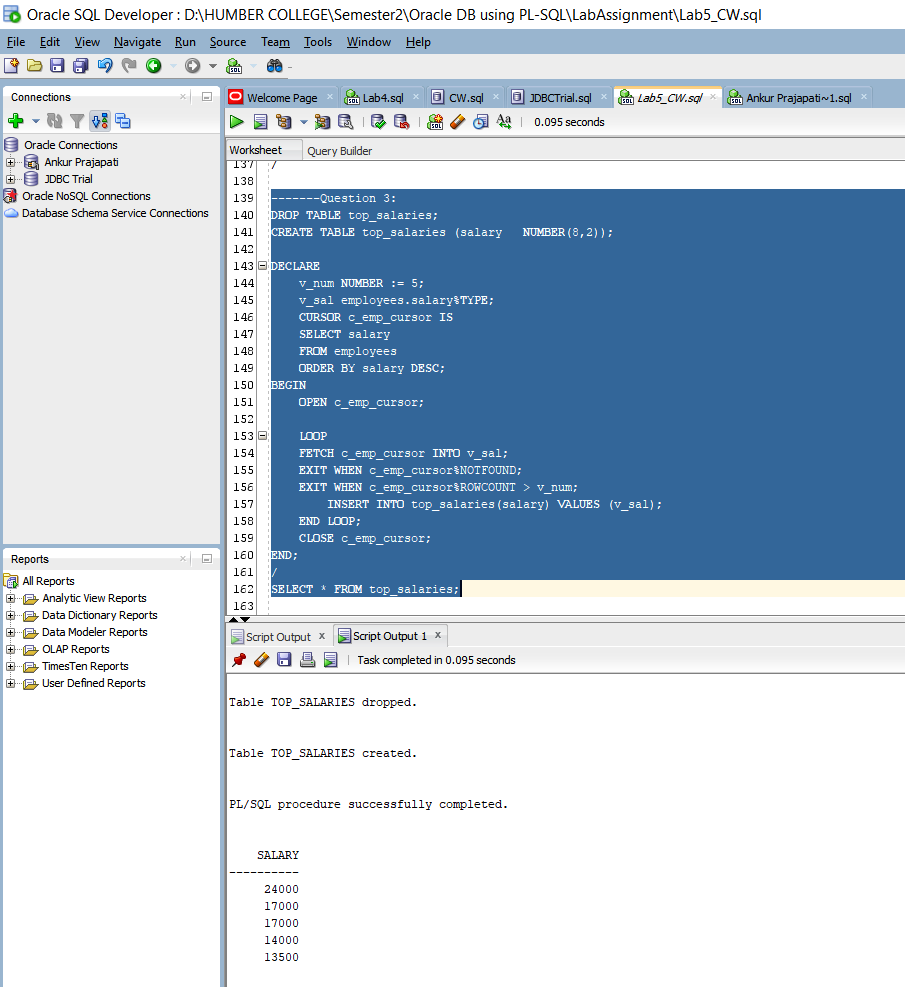 Oracle SQL Developer : D:\HUMBER COLLEGE\Semester2\Oracle DB using PL-SQL\LabAssignment\Lab5_CW.sql
File Edit View Navigate Run Source Team Tools Window Help
Connections
Oracle Connections
Ankur Prajapati
JDBC Trial
Oracle NoSQL Connections
Database Schema Service Connections
Reports
All Reports
Analytic View Reports
Data Dictionary Reports
Data Modeler Reports
OLAP Reports
TimesTen Reports
User Defined Reports
Welcome Page Lab4.sql CW.sql JDBCTrial.sql Lab5_CW.sql Ankur Prajapati~1.sql
0.095 seconds
Worksheet Query Builder
137 /
138
139 -------Question 3:
140 DROP TABLE top_salaries;
141 CREATE TABLE top_salaries (salary   NUMBER(8,2));
142
143 DECLARE
144     v_num NUMBER := 5;
145     v_sal employees.salary%TYPE;
146     CURSOR c_emp_cursor IS
147     SELECT salary
148     FROM employees
149     ORDER BY salary DESC;
150 BEGIN
151     OPEN c_emp_cursor;
152
153     LOOP
154     FETCH c_emp_cursor INTO v_sal;
155     EXIT WHEN c_emp_cursor%NOTFOUND;
156     EXIT WHEN c_emp_cursor%ROWCOUNT > v_num;
157         INSERT INTO top_salaries(salary) VALUES (v_sal);
158     END LOOP;
159     CLOSE c_emp_cursor;
160 END;
161 /
162 SELECT * FROM top_salaries;
163
Script Output Script Output 1
Task completed in 0.095 seconds
Table TOP_SALARIES dropped.
Table TOP_SALARIES created.
PL/SQL procedure successfully completed.
SALARY
----------
24000
17000
17000
14000
13500